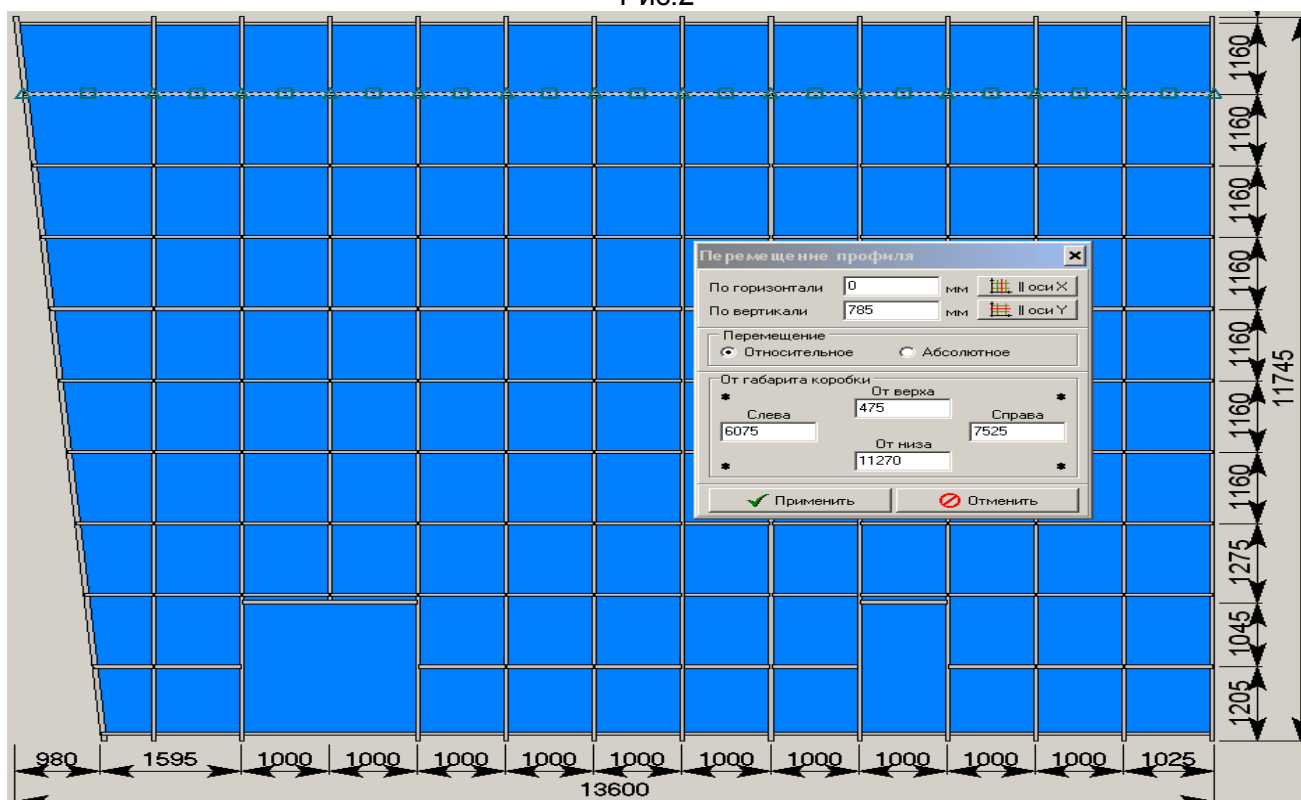 Рис.2
Перемещение профиля
По горизонтали 0 мм || оси X
По вертикали 785 мм || оси Y
Перемещение
Относительное Абсолютное
От габарита коробки
* От верха *
Слева 475 Справа
6075 7525
От низа
* 11270 *
Применить Отменить
1160
1160
1160
1160
1160
1160
1160
1275
1045
1205
11745
980 1595 1000 1000 1000 1000 1000 1000 1000 1000 1000 1000 1025
13600